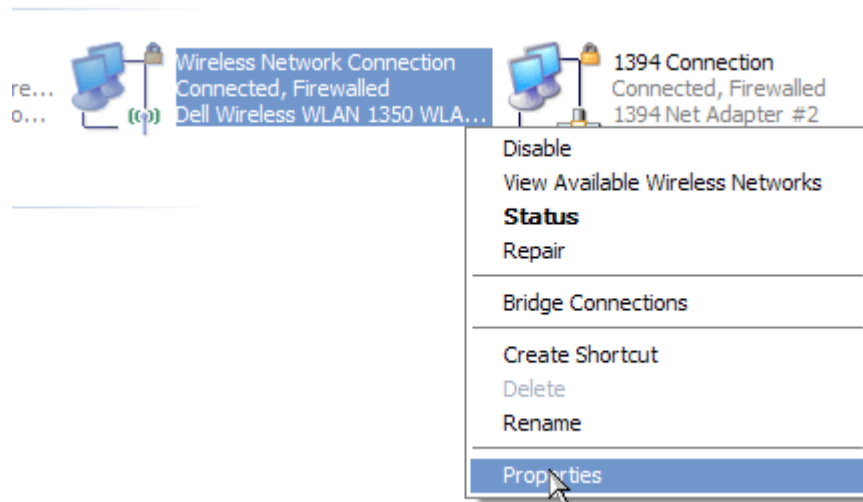 re...
o...
Wireless Network Connection
Connected, Firewalled
Dell Wireless WLAN 1350 WLA...
1394 Connection
Connected, Firewalled
1394 Net Adapter #2
Disable
View Available Wireless Networks
Status
Repair
Bridge Connections
Create Shortcut
Delete
Rename
Properties